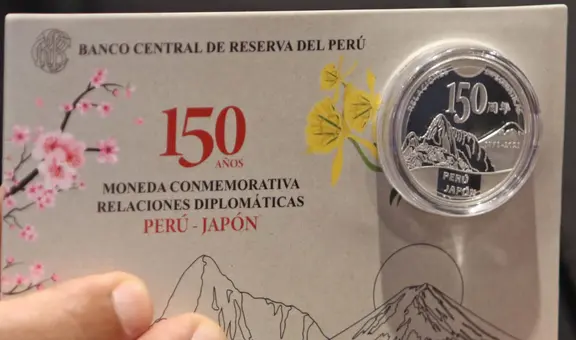 BANCO CENTRAL DE RESERVA DEL PERÚ
150
AÑOS
MONEDA CONMEMORATIVA
RELACIONES DIPLOMÁTICAS
PERÚ - JAPÓN
RELACIONES
150周年
PERÚ
JAPÓN